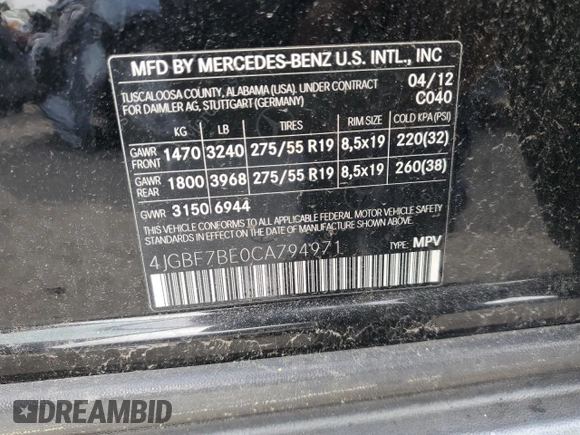 MFD BY MERCEDES-BENZ U.S. INTL., INC
TUSCALOOSA COUNTY, ALABAMA (USA). UNDER CONTRACT 04/12
FOR DAIMLER AG, STUTTGART (GERMANY) C040
KG LB TIRES RIM SIZE COLD KPA (PSI)
GAWR FRONT 1470 3240 275/55 R19 8,5x19 220(32)
GAWR REAR 1800 3968 275/55 R19 8,5x19 260(38)
GWR 3150 6944
THIS VEHICLE CONFORMS TO ALL APPLICABLE FEDERAL MOTOR VEHICLE SAFETY
STANDARDS IN EFFECT ON THE DATE OF MANUFACTURE SHOWN ABOVE.
4JGBF7BE0CA794971 TYPE: MPV
DREAMBID